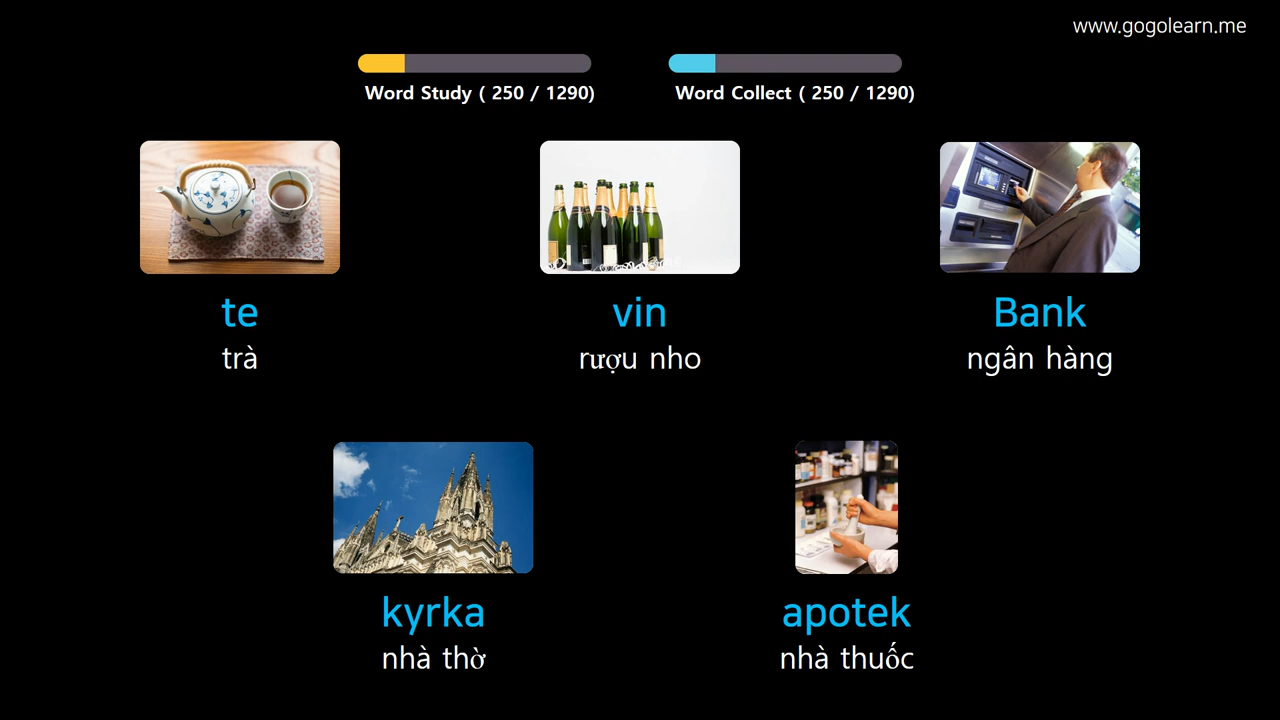 www.gogolearn.me
Word Study ( 250 / 1290)
Word Collect ( 250 / 1290)
te
trà
vin
rượu nho
Bank
ngân hàng
kyrka
nhà thờ
apotek
nhà thuốc